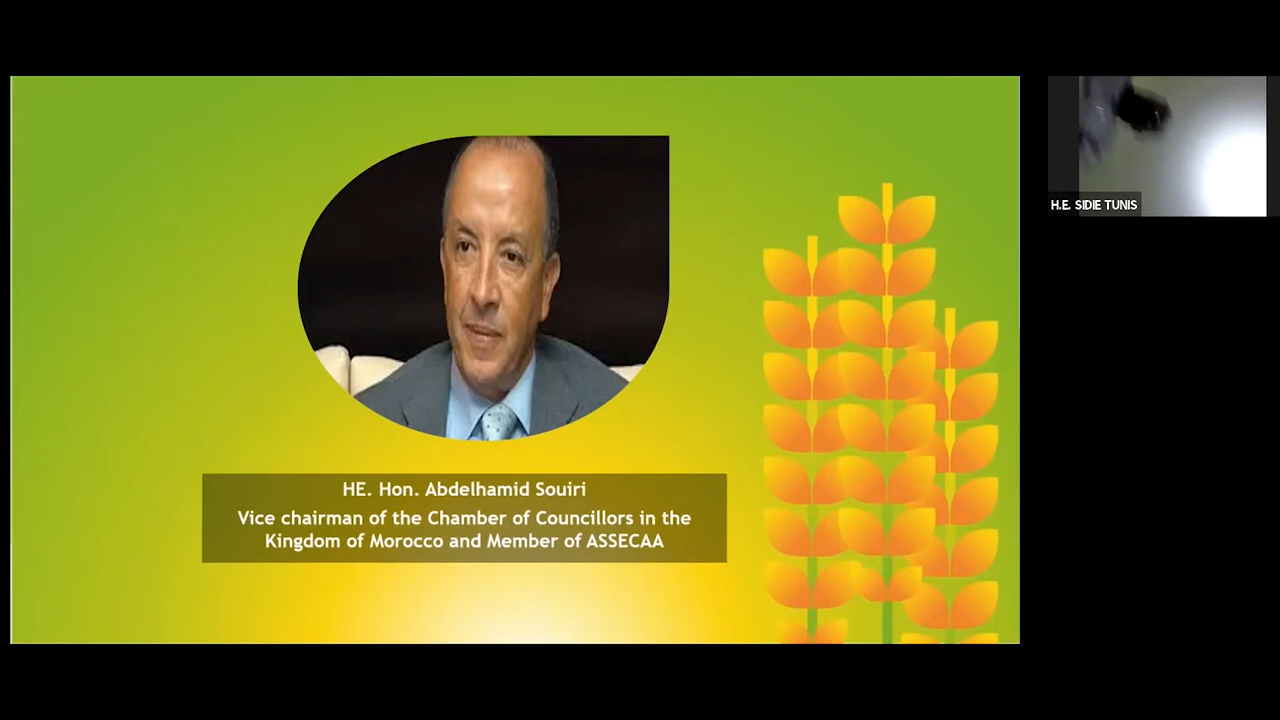 HE. Hon. Abdelhamid Souiri
Vice chairman of the Chamber of Councillors in the
Kingdom of Morocco and Member of ASSECAA
H.E. SIDIE TUNIS